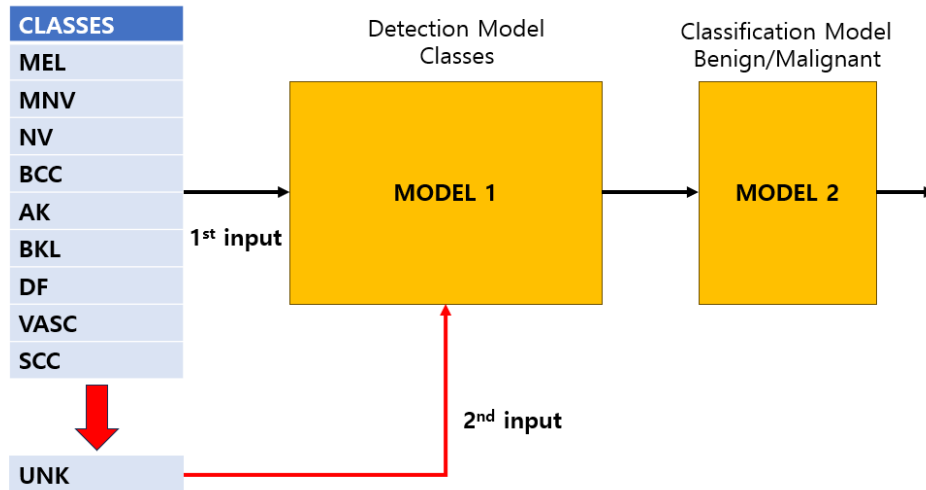 CLASSES
MEL
MNV
NV
BCC
AK
BKL
DF
VASC
SCC
UNK
1st input
2nd input
Detection Model
Classes
MODEL 1
Classification Model
Benign/Malignant
MODEL 2